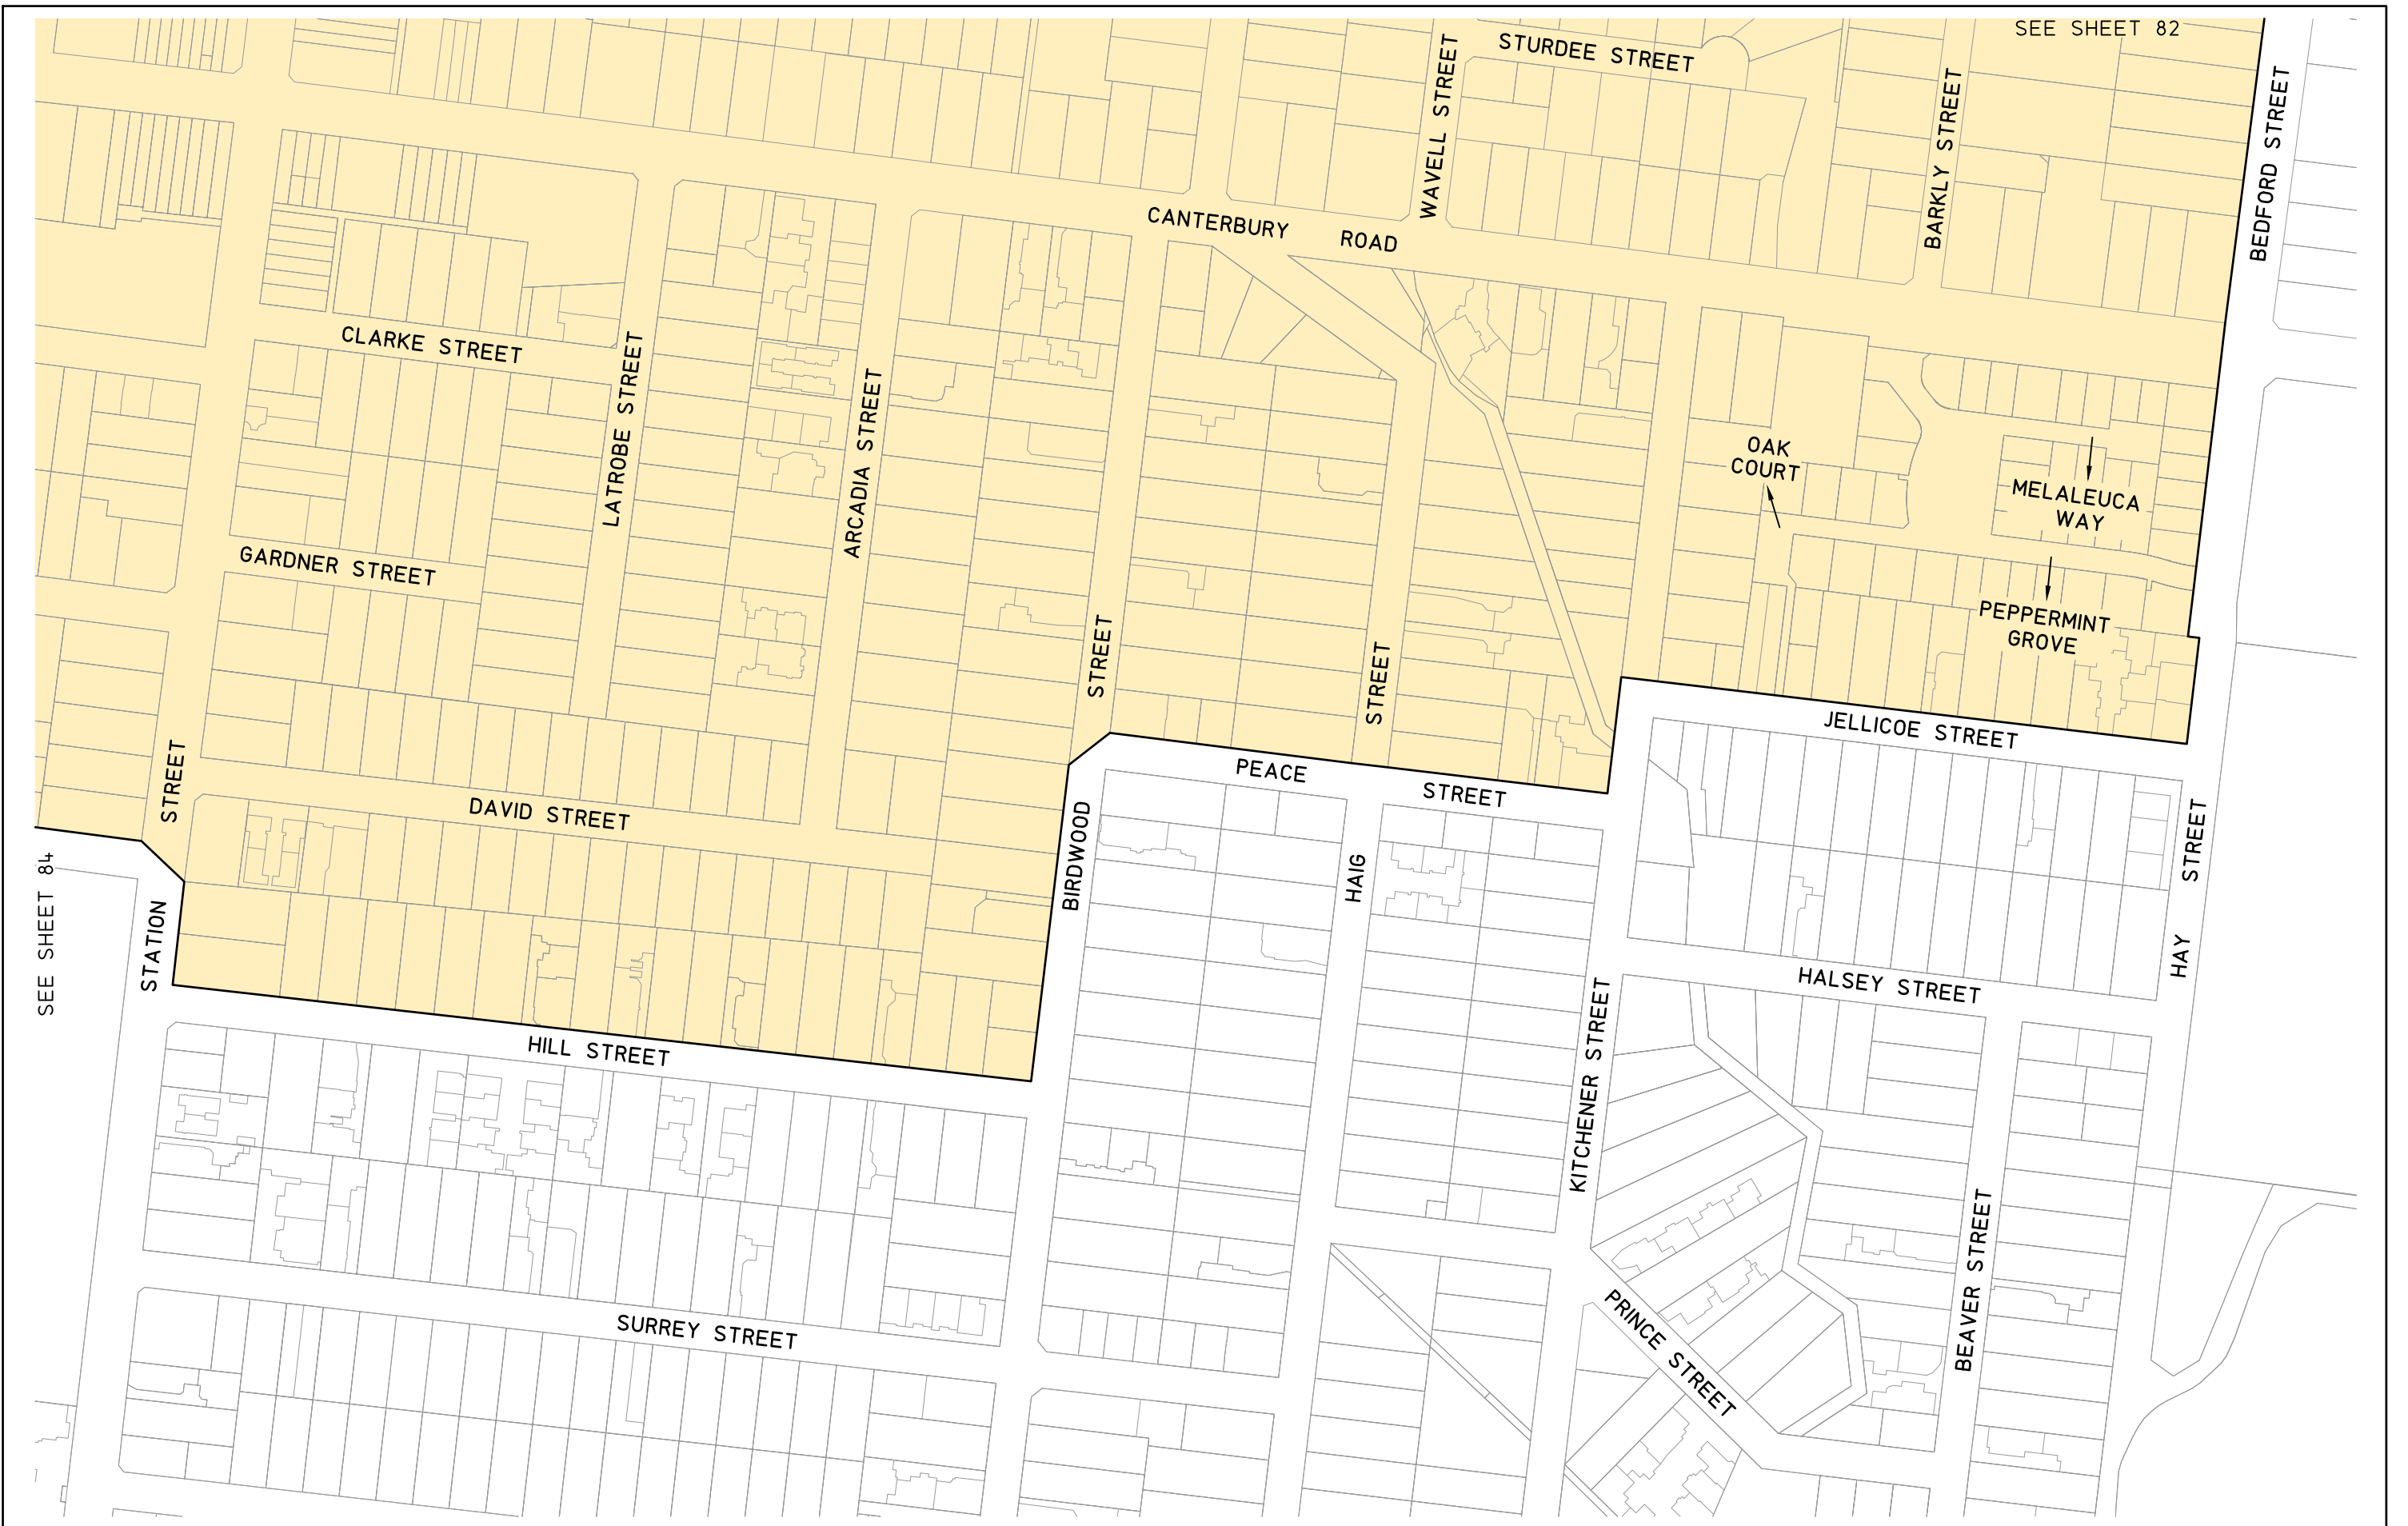 SEE SHEET 82
STURDEE STREET
WAVELL STREET
BARKLY STREET
BEDFORD STREET
CANTERBURY ROAD
CLARKE STREET
LATROBE STREET
ARCADIA STREET
OAK
COURT
MELALEUCA
WAY
GARDNER STREET
PEPPERMINT
GROVE
STREET
STREET
JELLICOE STREET
STREET
PEACE STREET
DAVID STREET
BIRDWOOD
HAIG
STREET
SEE SHEET 84
STATION
HAY
HALSEY STREET
HILL STREET
KITCHENER STREET
BEAVER STREET
PRINCE STREET
SURREY STREET